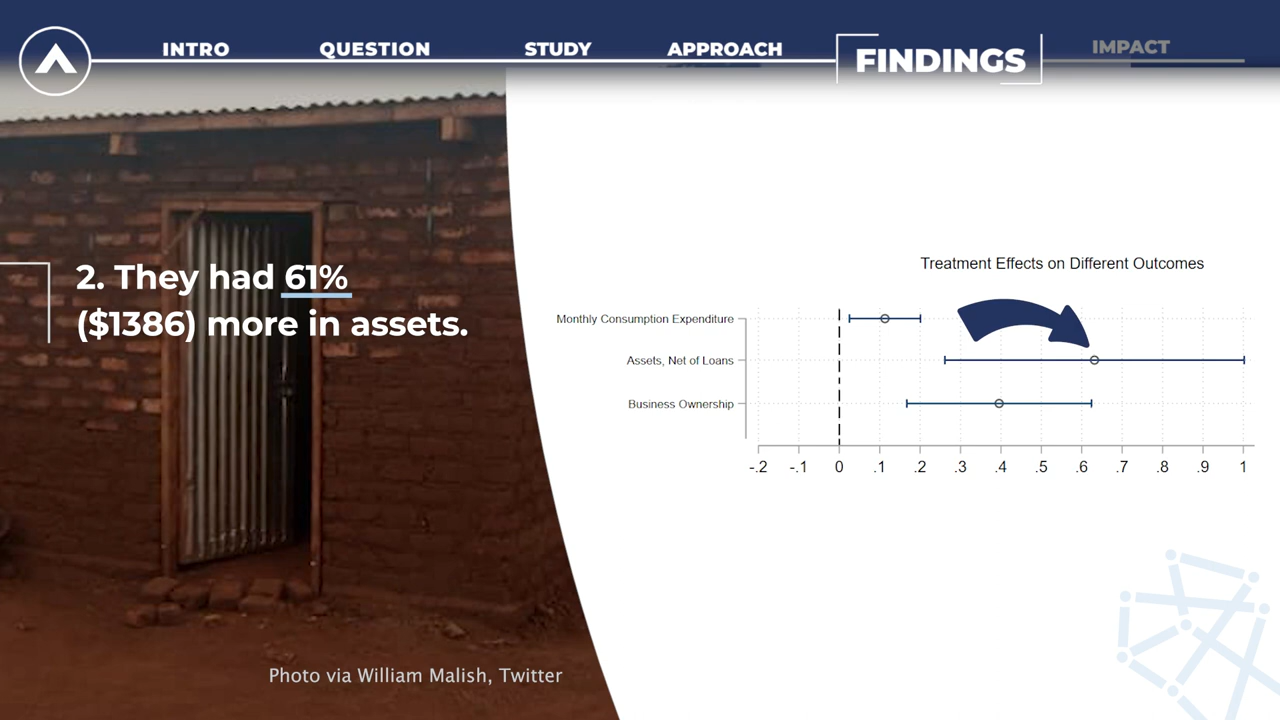 INTRO QUESTION STUDY APPROACH FINDINGS IMPACT
2. They had 61%
($1386) more in assets.
Photo via William Malish, Twitter
Treatment Effects on Different Outcomes
Monthly Consumption Expenditure
Assets, Net of Loans
Business Ownership
-.2 -.1 0 .1 .2 .3 .4 .5 .6 .7 .8 .9 1